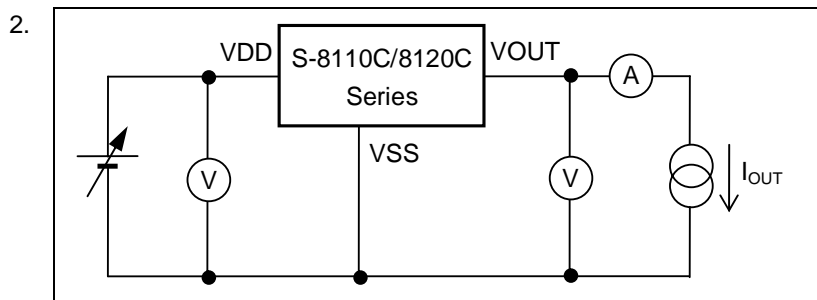 2.
VDD
S-8110C/8120C
Series
VOUT
A
VSS
V
V
IOUT